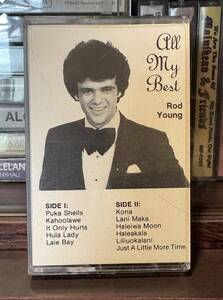 All
My
Best
Rod
Young
SIDE I:
Puka Shells
Kahoolawe
It Only Hurts
Hula Lady
Laie Bay
SIDE II:
Kona
Lani Maka
Haleiwa Moon
Haleakala
Liliuokalani
Just A Little More Time
& Friends